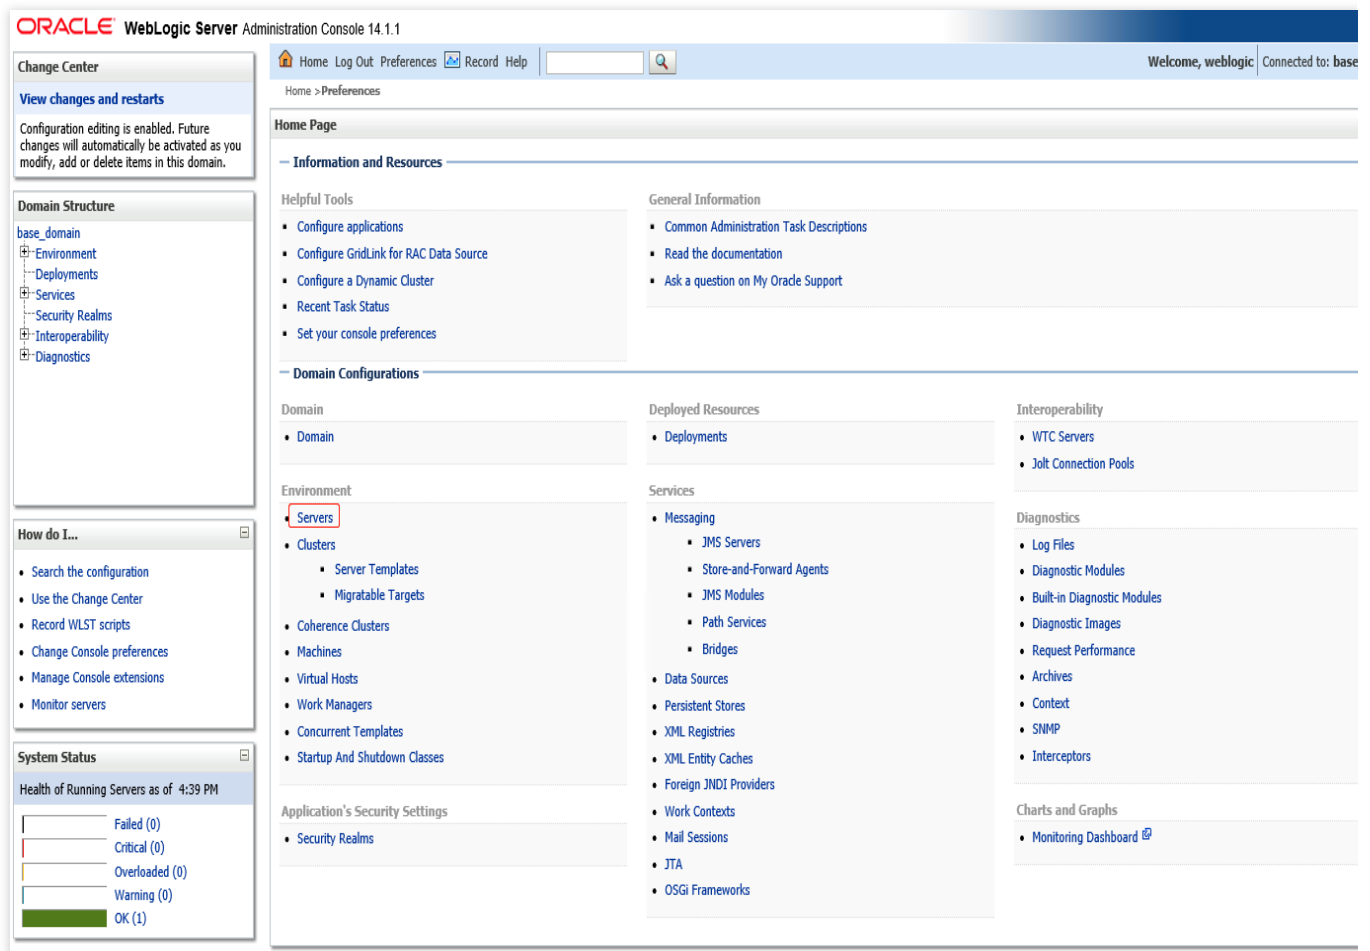 ORACLE WebLogic Server Administration Console 14.1.1
Change Center
View changes and restarts
Configuration editing is enabled. Future
changes will automatically be activated as you
modify, add or delete items in this domain.
Domain Structure
base_domain
Environment
Deployments
Services
Security Realms
Interoperability
Diagnostics
How do I...
Search the configuration
Use the Change Center
Record WLST scripts
Change Console preferences
Manage Console extensions
Monitor servers
System Status
Health of Running Servers as of 4:39 PM
Failed (0)
Critical (0)
Overloaded (0)
Warning (0)
OK (1)
Home Log Out Preferences Record Help
Welcome, weblogic Connected to: base
Home >Preferences
Home Page
Information and Resources
Helpful Tools
Configure applications
Configure GridLink for RAC Data Source
Configure a Dynamic Cluster
Recent Task Status
Set your console preferences
General Information
Common Administration Task Descriptions
Read the documentation
Ask a question on My Oracle Support
Domain Configurations
Domain
Domain
Environment
Servers
Clusters
Server Templates
Migratable Targets
Coherence Clusters
Machines
Virtual Hosts
Work Managers
Concurrent Templates
Startup And Shutdown Classes
Application's Security Settings
Security Realms
Deployed Resources
Deployments
Services
Messaging
JMS Servers
Store-and-Forward Agents
JMS Modules
Path Services
Bridges
Data Sources
Persistent Stores
XML Registries
XML Entity Caches
Foreign JNDI Providers
Work Contexts
Mail Sessions
JTA
OSGi Frameworks
Interoperability
WTC Servers
Jolt Connection Pools
Diagnostics
Log Files
Diagnostic Modules
Built-in Diagnostic Modules
Diagnostic Images
Request Performance
Archives
Context
SNMP
Interceptors
Charts and Graphs
Monitoring Dashboard